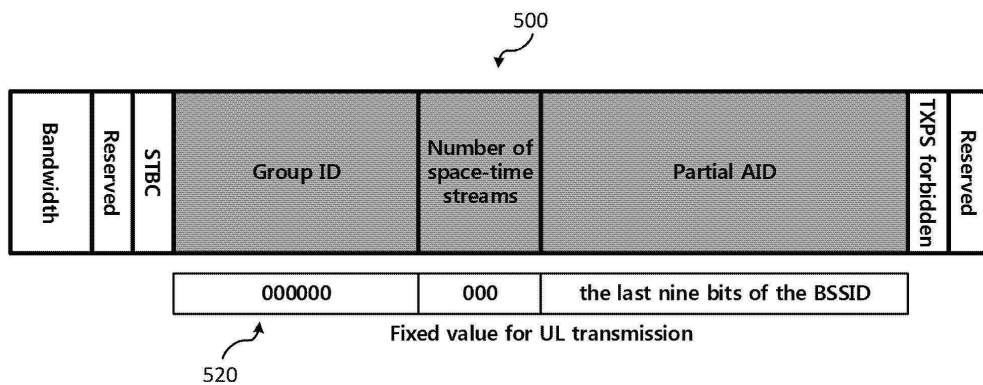 500
Bandwidth
Reserved
STBC
Group ID
Number of
space-time
streams
Partial AID
TXPS forbidden
Reserved
000000
000
the last nine bits of the BSSID
Fixed value for UL transmission
520